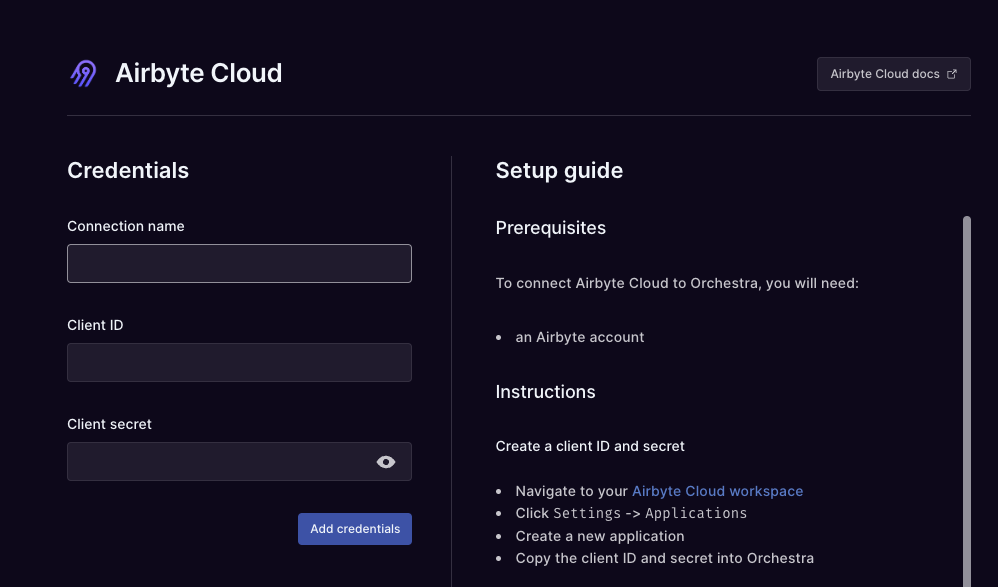 Airbyte Cloud
Airbyte Cloud docs
Credentials
Connection name
Client ID
Client secret
Add credentials
Setup guide
Prerequisites
To connect Airbyte Cloud to Orchestra, you will need:
• an Airbyte account
Instructions
Create a client ID and secret
• Navigate to your Airbyte Cloud workspace
• Click Settings -> Applications
• Create a new application
• Copy the client ID and secret into Orchestra